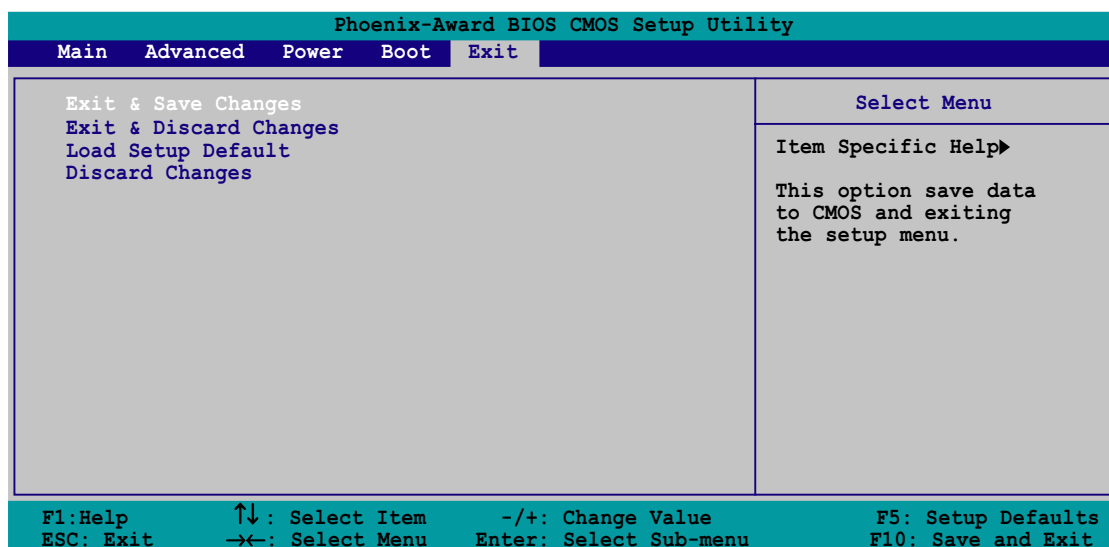 Phoenix-Award BIOS CMOS Setup Utility
Main Advanced Power Boot Exit
Exit & Save Changes
Exit & Discard Changes
Load Setup Default
Discard Changes
Select Menu
Item Specific Help▶
This option save data
to CMOS and exiting
the setup menu.
F1:Help ↑↓: Select Item -/+: Change Value F5: Setup Defaults
ESC: Exit →←: Select Menu Enter: Select Sub-menu F10: Save and Exit